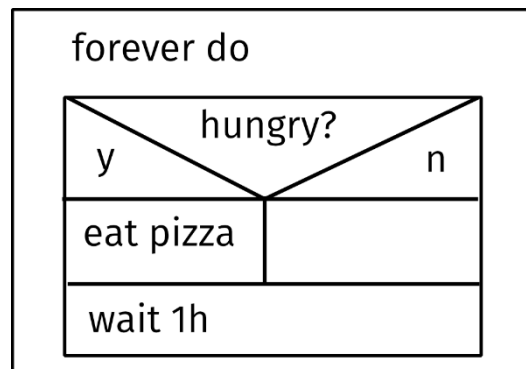 forever do
hungry?
y
n
eat pizza
wait 1h